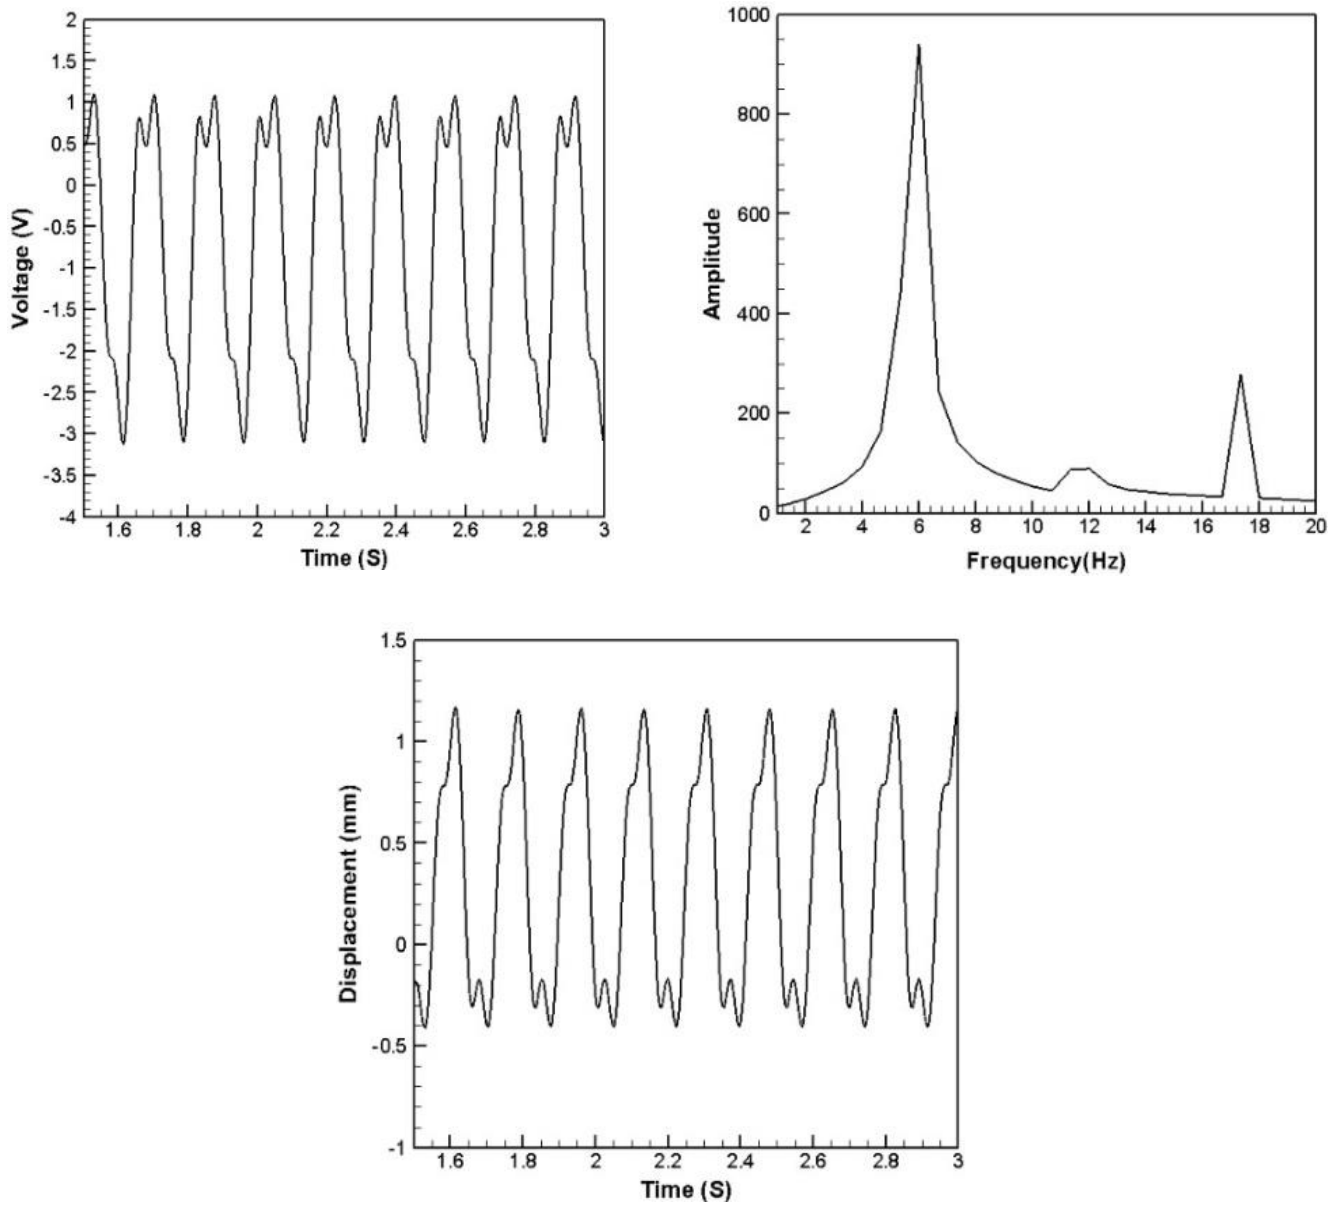 2
1.5
1
0.5
0
-0.5
-1
-1.5
-2
-2.5
-3
-3.5
-4
Voltage (V)
1.6 1.8 2 2.2 2.4 2.6 2.8 3
Time (S)
1000
800
600
400
200
0
Amplitude
2 4 6 8 10 12 14 16 18 20
Frequency(Hz)
1.5
1
0.5
0
-0.5
-1
Displacement (mm)
1.6 1.8 2 2.2 2.4 2.6 2.8 3
Time (S)